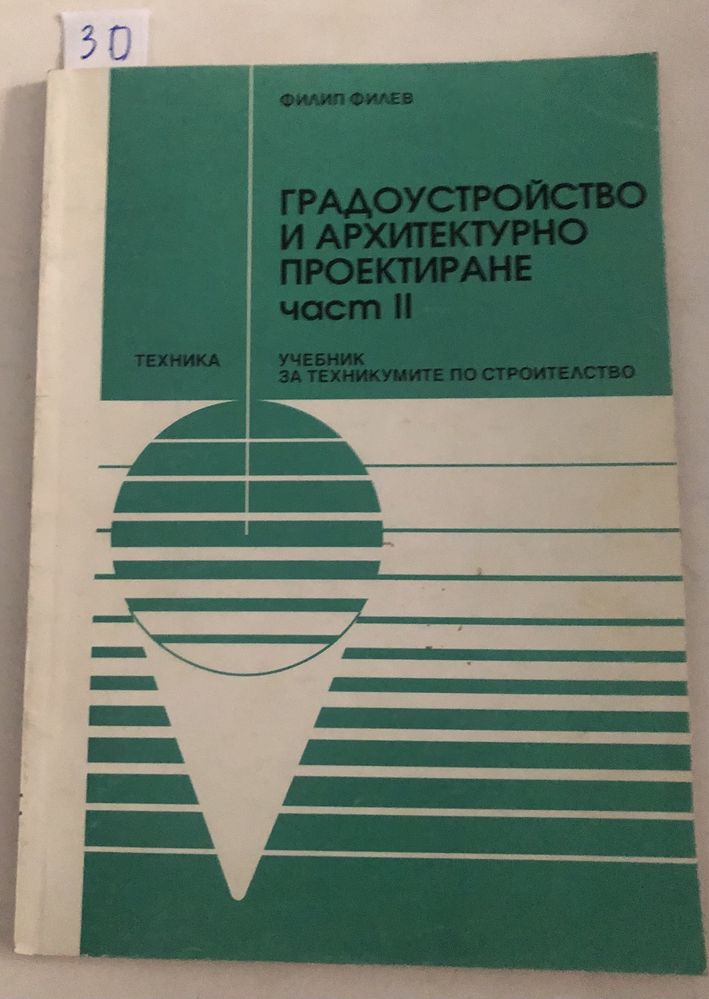 30
ФИЛИП ФИЛЕВ
ГРАДОУСТРОЙСТВО
И АРХИТЕКТУРНО
ПРОЕКТИРАНЕ
част II
ТЕХНИКА
УЧЕБНИК
ЗА ТЕХНИКУМИТЕ ПО СТРОИТЕЛСТВО